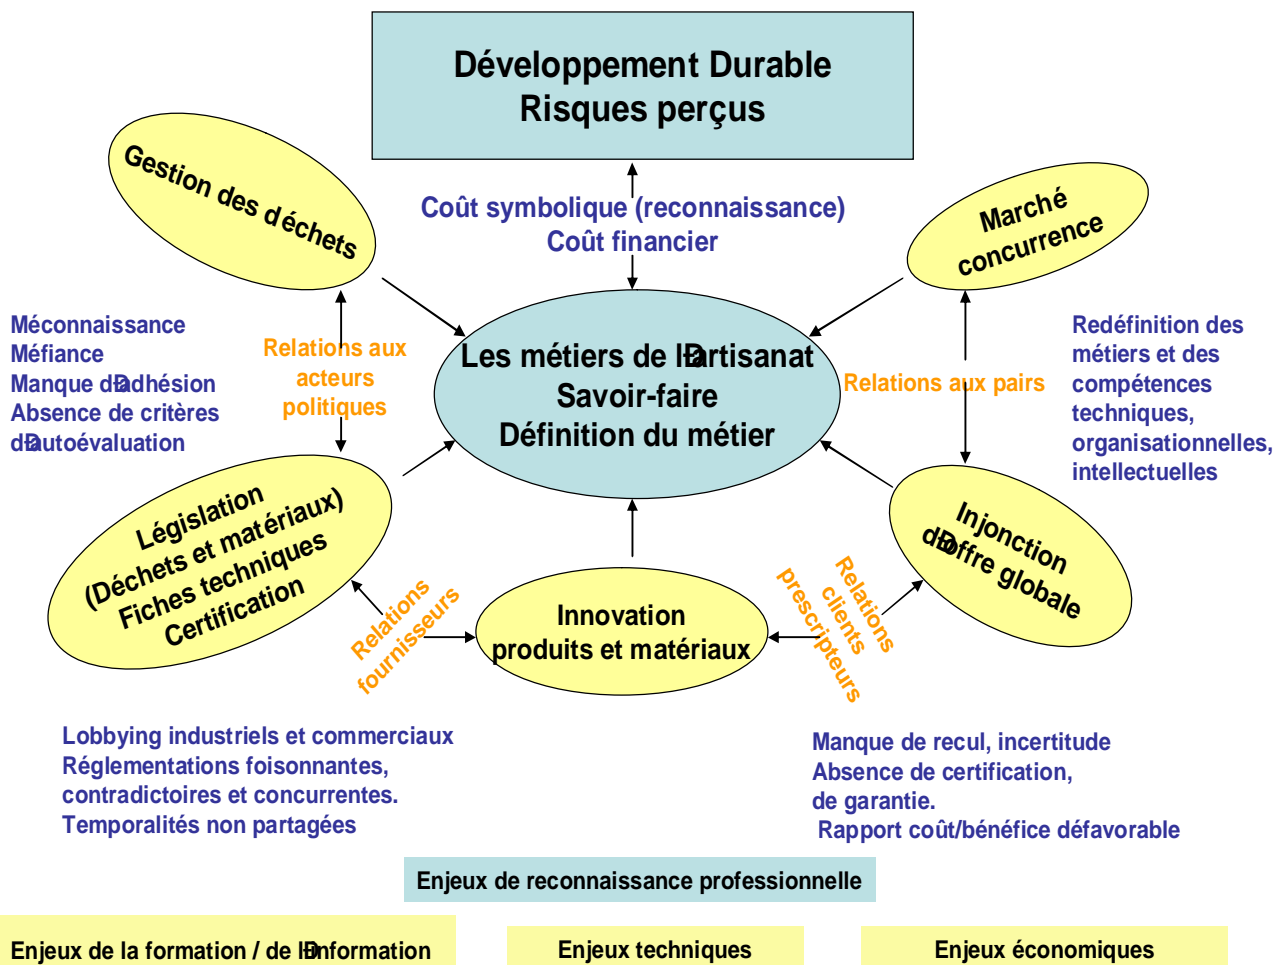 Développement Durable
Risques perçus
Gestion des déchets
Coût symbolique (reconnaissance)
Coût financier
Marché
concurrence
Méconnaissance
Méfiance
Manque dÐadhésion
Absence de critères
dÐautoévaluation
Relations aux
acteurs
politiques
Les métiers de lÐartisanat
Savoir-faire
Définition du métier
Relations aux pairs
Redéfinition des
métiers et des
compétences
techniques,
organisationnelles,
intellectuelles
Législation
(Déchets et matériaux)
Fiches techniques
Certification
Injonction
dÐoffre globale
Relations
fournisseurs
Innovation
produits et matériaux
Relations
clients
prescripteurs
Lobbying industriels et commerciaux
Réglementations foisonnantes,
contradictoires et concurrentes.
Temporalités non partagées
Manque de recul, incertitude
Absence de certification,
de garantie.
Rapport coût/bénéfice défavorable
Enjeux de reconnaissance professionnelle
Enjeux de la formation / de lÐinformation
Enjeux techniques
Enjeux économiques